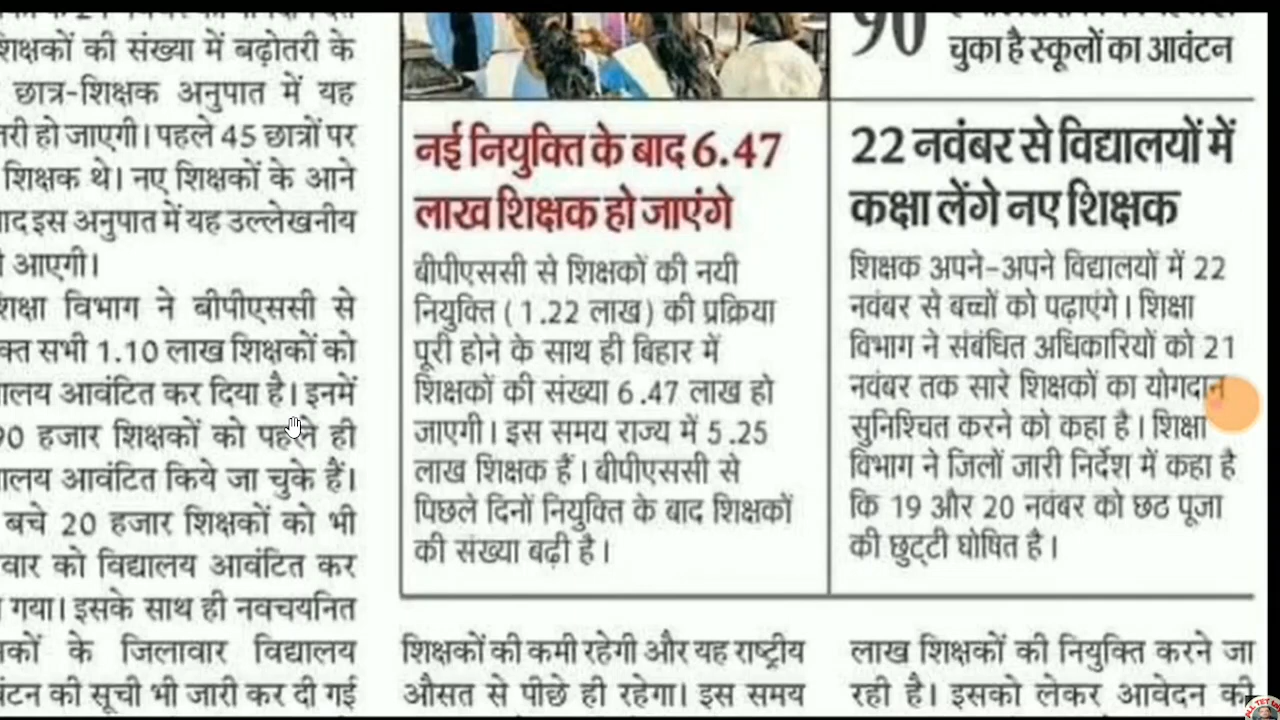 शिक्षकों की संख्या में बढ़ोतरी के
छात्र-शिक्षक अनुपात में यह
हो जाएगी। पहले 45 छात्रों पर
शिक्षक थे। नए शिक्षकों के आने
इस अनुपात में यह उल्लेखनीय
आएगी।
शिक्षा विभाग ने बीपीएससी से
सभी 1.10 लाख शिक्षकों को
आवंटित कर दिया है। इनमें
90 हजार शिक्षकों को पहले ही
आवंटित किये जा चुके हैं।
बचे 20 हजार शिक्षकों को भी
को विद्यालय आवंटित कर
गया। इसके साथ ही नवचयनित
के जिलावार विद्यालय
की सूची भी जारी कर दी गई
नई नियुक्ति के बाद 6.47
लाख शिक्षक हो जाएंगे
बीपीएससी से शिक्षकों की नयी
नियुक्ति (1.22 लाख) की प्रक्रिया
पूरी होने के साथ ही बिहार में
शिक्षकों की संख्या 6.47 लाख हो
जाएगी। इस समय राज्य में 5.25
लाख शिक्षक हैं। बीपीएससी से
पिछले दिनों नियुक्ति के बाद शिक्षकों
की संख्या बढ़ी है।
शिक्षकों की कमी रहेगी और यह राष्ट्रीय
औसत से पीछे ही रहेगा। इस समय
90
चुका है स्कूलों का आवंटन
22 नवंबर से विद्यालयों में
कक्षा लेंगे नए शिक्षक
शिक्षक अपने-अपने विद्यालयों में 22
नवंबर से बच्चों को पढ़ाएंगे। शिक्षा
विभाग ने संबंधित अधिकारियों को 21
नवंबर तक सारे शिक्षकों का योगदान
सुनिश्चित करने को कहा है। शिक्षा
विभाग ने जिलों जारी निर्देश में कहा है
कि 19 और 20 नवंबर को छठ पूजा
की छुट्टी घोषित है।
लाख शिक्षकों की नियुक्ति करने जा
रही है। इसको लेकर आवेदन की